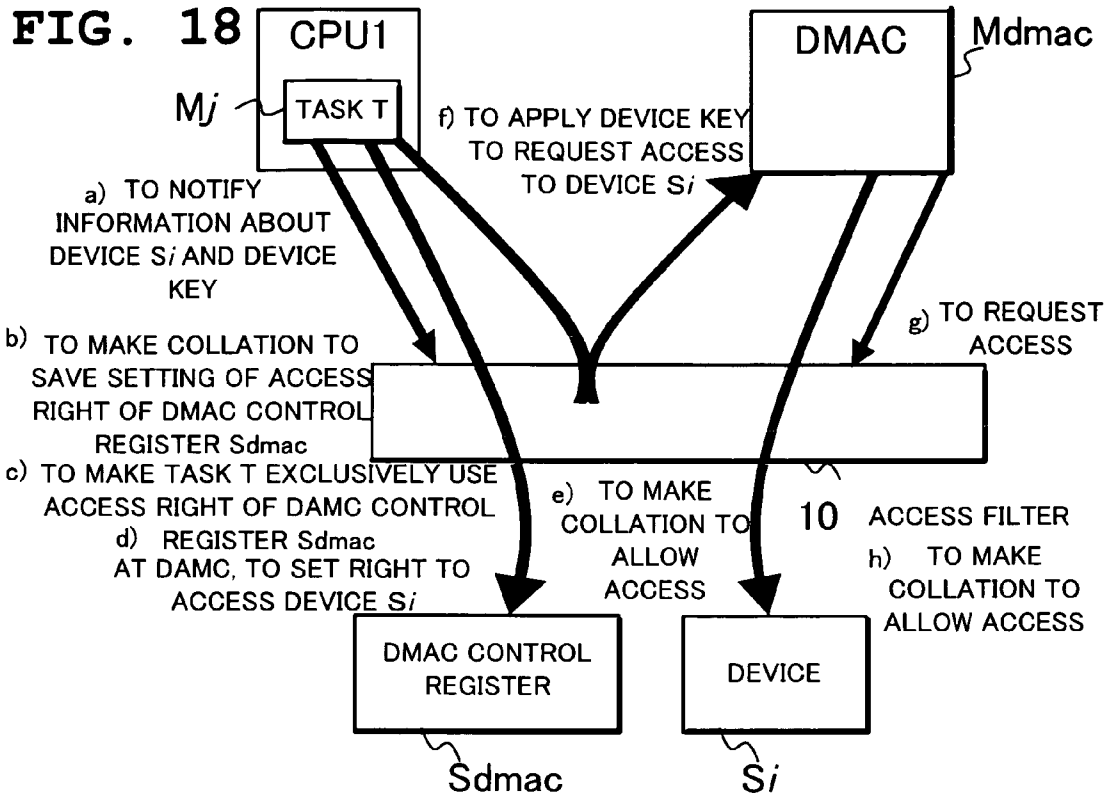 FIG. 18
CPU1
TASK T
Mj
DMAC
Mdmac
f) TO APPLY DEVICE KEY
TO REQUEST ACCESS
TO DEVICE Si
a) TO NOTIFY
INFORMATION ABOUT
DEVICE Si AND DEVICE
KEY
g) TO REQUEST
ACCESS
b) TO MAKE COLLATION TO
SAVE SETTING OF ACCESS
RIGHT OF DMAC CONTROL
REGISTER Sdmac
c) TO MAKE TASK T EXCLUSIVELY USE
ACCESS RIGHT OF DAMC CONTROL
REGISTER Sdmac
d)
AT DAMC, TO SET RIGHT TO
ACCESS DEVICE Si
e) TO MAKE
COLLATION TO
ALLOW
ACCESS
10 ACCESS FILTER
h) TO MAKE
COLLATION TO
ALLOW ACCESS
DMAC CONTROL
REGISTER
DEVICE
Sdmac
Si